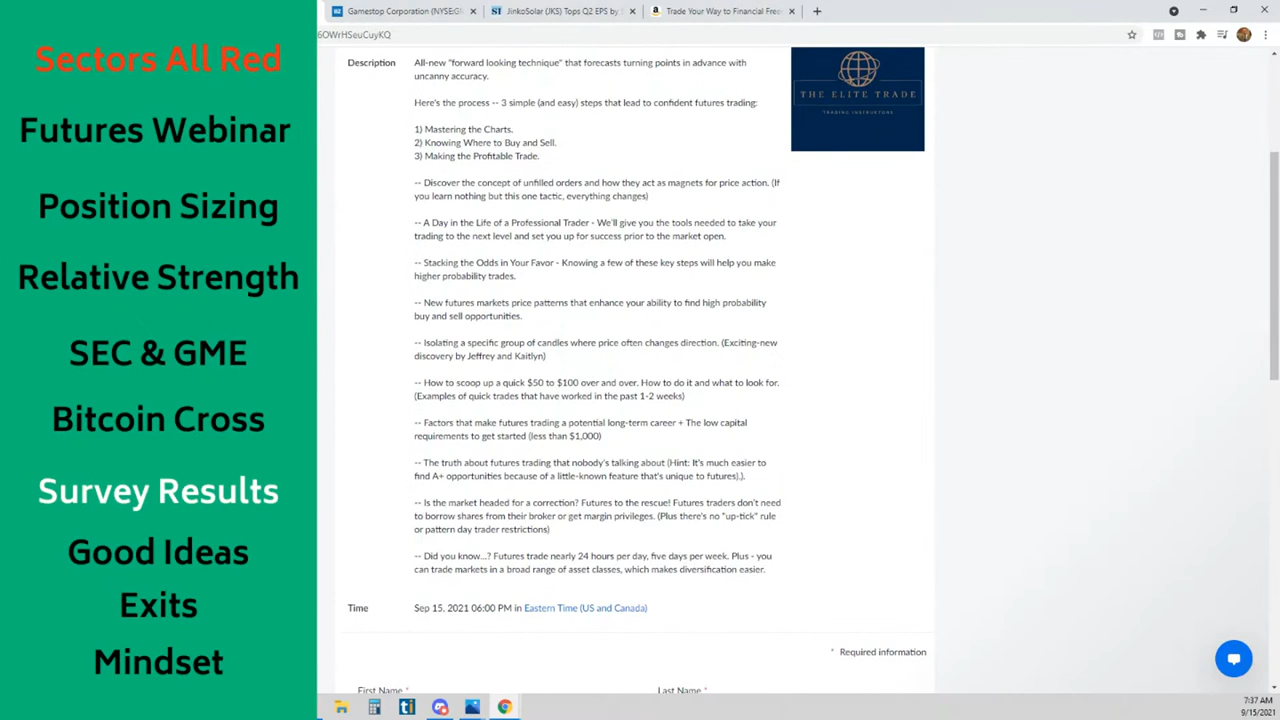 Sectors All Red
Futures Webinar
Position Sizing
Relative Strength
SEC & GME
Bitcoin Cross
Survey Results
Good Ideas
Exits
Mindset
Gamestop Corporation (NYSE:GM
JinkoSolar (JKS) Tops Q2 EPS by
Trade Your Way to Financial Free
6OWrHSeuCuyKQ
Description
All-new "forward looking technique" that forecasts turning points in advance with
uncanny accuracy.
Here's the process -- 3 simple (and easy) steps that lead to confident futures trading:
1) Mastering the Charts.
2) Knowing Where to Buy and Sell.
3) Making the Profitable Trade.
-- Discover the concept of unfilled orders and how they act as magnets for price action. (If
you learn nothing but this one tactic, everything changes)
-- A Day in the Life of a Professional Trader - We'll give you the tools needed to take your
trading to the next level and set you up for success prior to the market open.
-- Stacking the Odds in Your Favor - Knowing a few of these key steps will help you make
higher probability trades.
-- New futures markets price patterns that enhance your ability to find high probability
buy and sell opportunities.
-- Isolating a specific group of candles where price often changes direction. (Exciting-new
discovery by Jeffrey and Kaitlyn)
-- How to scoop up a quick $50 to $100 over and over. How to do it and what to look for.
(Examples of quick trades that have worked in the past 1-2 weeks)
-- Factors that make futures trading a potential long-term career + The low capital
requirements to get started (less than $1,000)
-- The truth about futures trading that nobody's talking about (Hint: It's much easier to
find A+ opportunities because of a little-known feature that's unique to futures).).
-- Is the market headed for a correction? Futures to the rescue! Futures traders don't need
to borrow shares from their broker or get margin privileges. (Plus there's no "up-tick" rule
or pattern day trader restrictions)
-- Did you know...? Futures trade nearly 24 hours per day, five days per week. Plus - you
can trade markets in a broad range of asset classes, which makes diversification easier.
THE ELITE TRADE
TRADING INSTRUCTORS
Time
Sep 15, 2021 06:00 PM in Eastern Time (US and Canada)
* Required information
First Name *
Last Name *
7:37 AM
9/15/2021